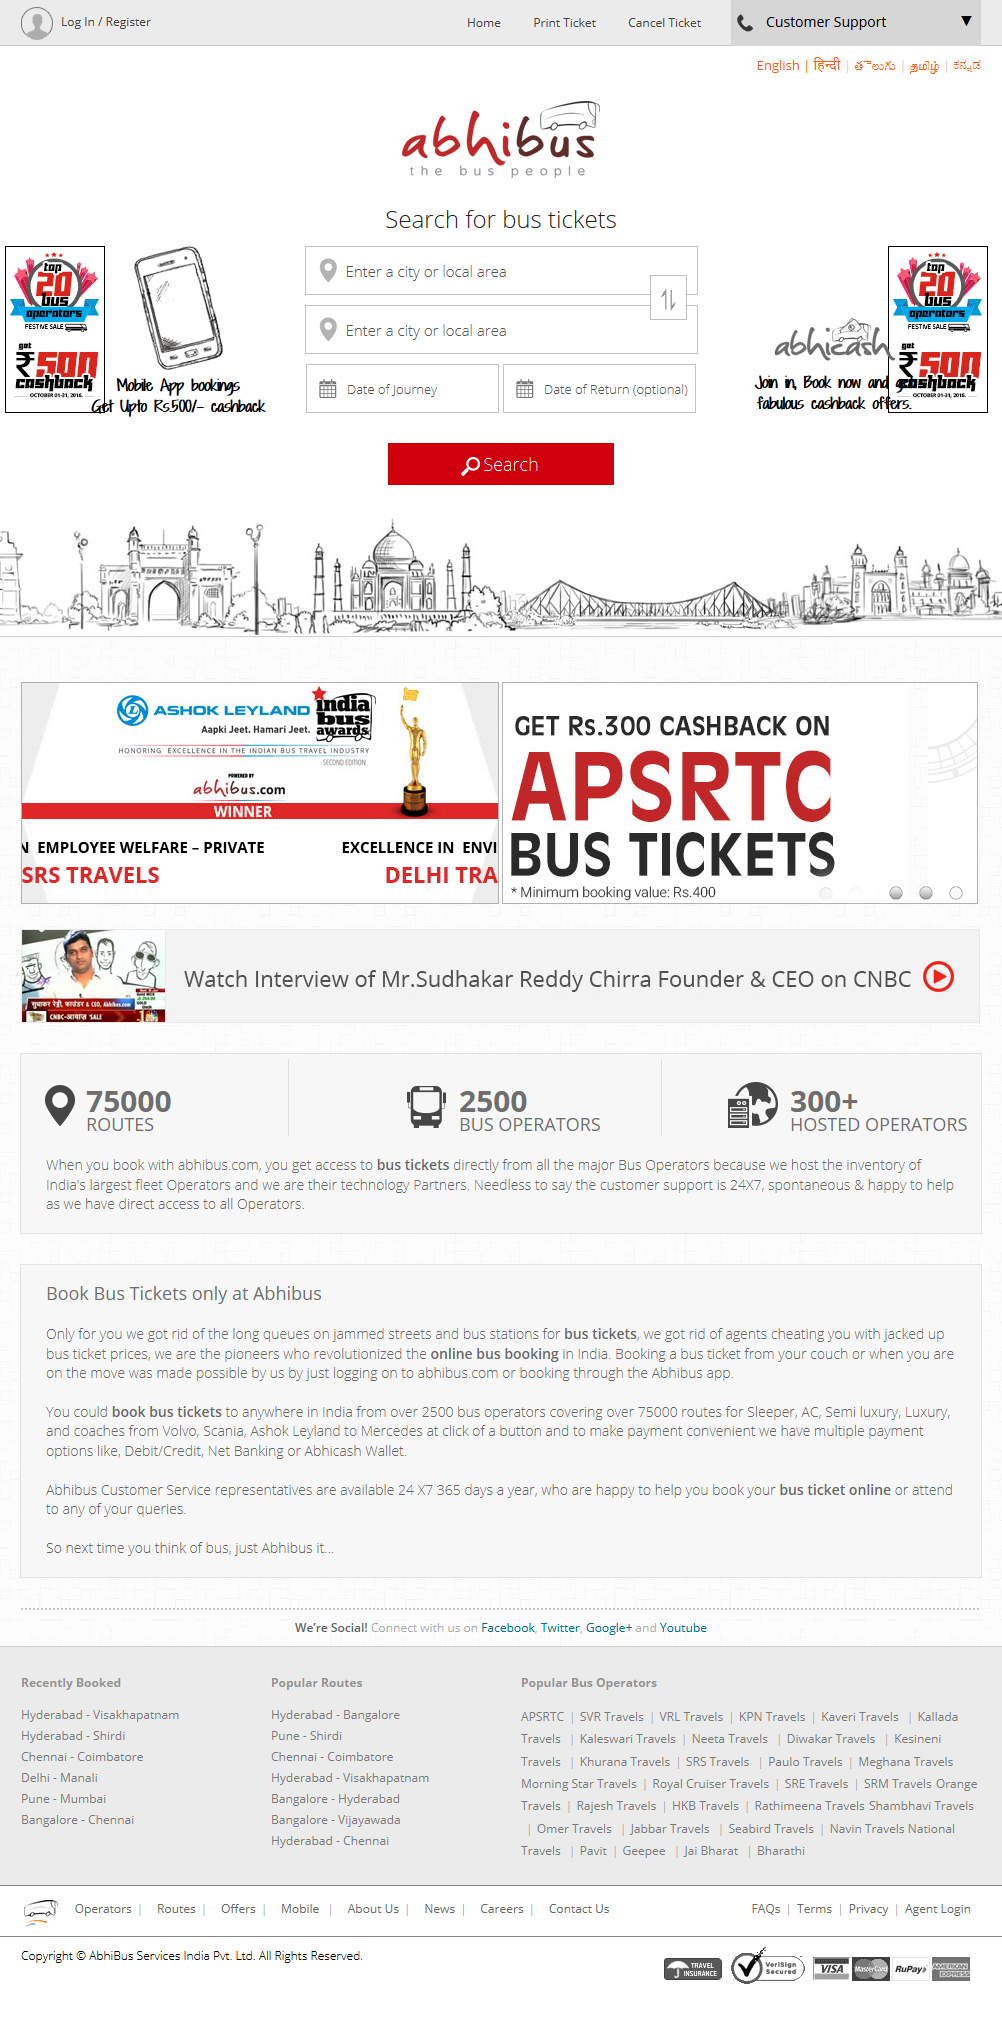 Log In / Register
Home
Print Ticket
Cancel Ticket
Customer Support
English | हिन्दी | తెలుగు | தமிழ் | ಕನ್ನಡ
abhibus
the bus people
Search for bus tickets
top
20
bus
operators
FESTIVE SALE
get
₹500
cashback
OCTOBER 01-31, 2016.
Mobile App bookings
Get Upto Rs.500/- cashback
Enter a city or local area
Enter a city or local area
Date of Journey
Date of Return (optional)
Search
abhicash
Join in, Book now and get
fabulous cashback offers.
top
20
bus
operators
FESTIVE SALE
get
₹500
cashback
OCTOBER 01-31, 2016.
ASHOK LEYLAND
Aapki Jeet. Hamari Jeet.
india
bus
awards
HONORING EXCELLENCE IN THE INDIAN BUS TRAVEL INDUSTRY
SECOND EDITION
POWERED BY
abhibus.com
WINNER
N EMPLOYEE WELFARE – PRIVATE
SRS TRAVELS
EXCELLENCE IN ENVI
DELHI TRA
GET Rs.300 CASHBACK ON
APSRTC
BUS TICKETS
* Minimum booking value: Rs.400
सुधाकर रेड्डी, फाउंडर & CEO, Abhibus.com
CNBC-आवाज़ 'SALE
Watch Interview of Mr.Sudhakar Reddy Chirra Founder & CEO on CNBC
75000
ROUTES
2500
BUS OPERATORS
300+
HOSTED OPERATORS
When you book with abhibus.com, you get access to bus tickets directly from all the major Bus Operators because we host the inventory of
India's largest fleet Operators and we are their technology Partners. Needless to say the customer support is 24X7, spontaneous & happy to help
as we have direct access to all Operators.
Book Bus Tickets only at Abhibus
Only for you we got rid of the long queues on jammed streets and bus stations for bus tickets, we got rid of agents cheating you with jacked up
bus ticket prices, we are the pioneers who revolutionized the online bus booking in India. Booking a bus ticket from your couch or when you are
on the move was made possible by us by just logging on to abhibus.com or booking through the Abhibus app.
You could book bus tickets to anywhere in India from over 2500 bus operators covering over 75000 routes for Sleeper, AC, Semi luxury, Luxury,
and coaches from Volvo, Scania, Ashok Leyland to Mercedes at click of a button and to make payment convenient we have multiple payment
options like, Debit/Credit, Net Banking or Abhicash Wallet.
Abhibus Customer Service representatives are available 24 X7 365 days a year, who are happy to help you book your bus ticket online or attend
to any of your queries.
So next time you think of bus, just Abhibus it...
We're Social! Connect with us on Facebook, Twitter, Google+ and Youtube
Recently Booked
Hyderabad - Visakhapatnam
Hyderabad - Shirdi
Chennai - Coimbatore
Delhi - Manali
Pune - Mumbai
Bangalore - Chennai
Popular Routes
Hyderabad - Bangalore
Pune - Shirdi
Chennai - Coimbatore
Hyderabad - Visakhapatnam
Bangalore - Hyderabad
Bangalore - Vijayawada
Hyderabad - Chennai
Popular Bus Operators
APSRTC | SVR Travels | VRL Travels | KPN Travels | Kaveri Travels | Kallada
Travels | Kaleswari Travels | Neeta Travels | Diwakar Travels | Kesineni
Travels | Khurana Travels | SRS Travels | Paulo Travels | Meghana Travels
Morning Star Travels | Royal Cruiser Travels | SRE Travels | SRM Travels Orange
Travels | Rajesh Travels | HKB Travels | Rathimeena Travels Shambhavi Travels
| Omer Travels | Jabbar Travels | Seabird Travels | Navin Travels National
Travels | Pavit | Geepee | Jai Bharat | Bharathi
Operators | Routes | Offers | Mobile | About Us | News | Careers | Contact Us
FAQs | Terms | Privacy | Agent Login
Copyright © AbhiBus Services India Pvt. Ltd. All Rights Reserved.
TRAVEL
INSURANCE
VeriSign
Secured
VISA
MasterCard
RuPay
AMERICAN
EXPRESS